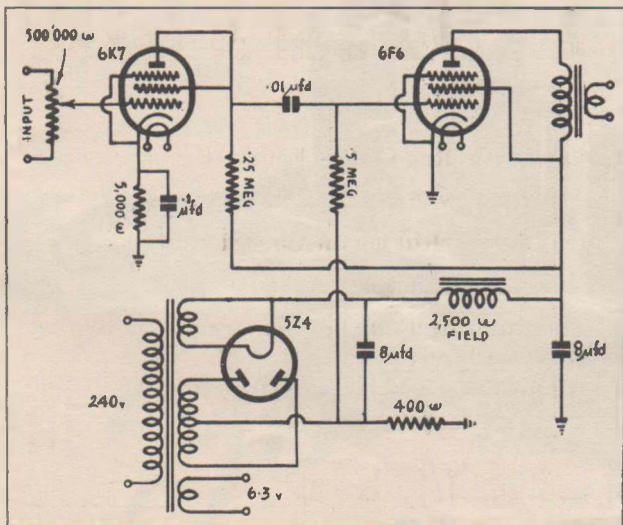 500'000 ω
6K7
6F6
INPUT
.01 μfd
.25 MEG
.5 MEG
5,000 ω
.1 μfd
5Z4
2,500 ω
FIELD
8 μfd
8 μfd
240 v
400 ω
6.3 v